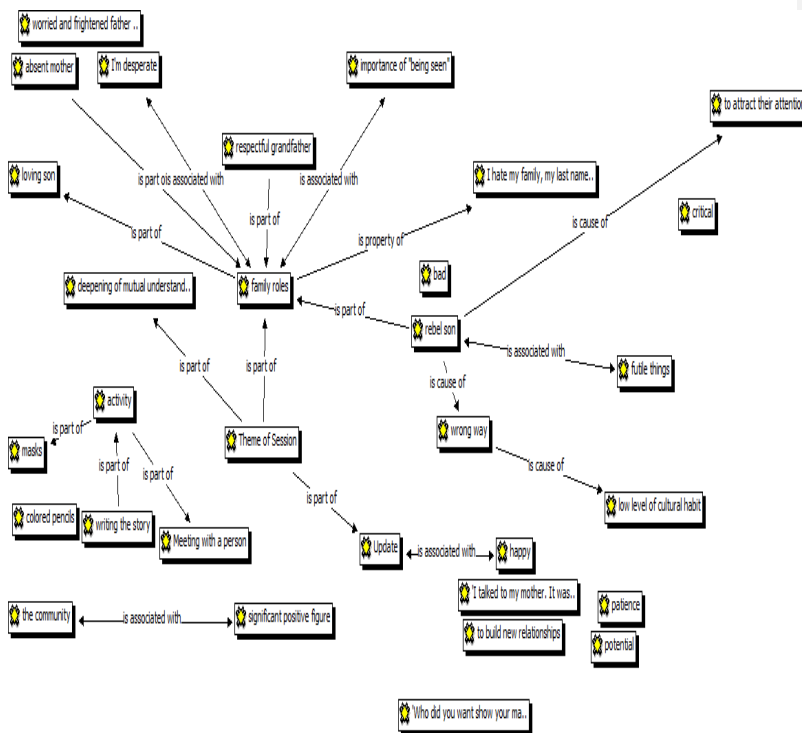 worried and frightened father ..
absent mother
I'm desperate
importance of "being seen"
to attract their attention
respectful grandfather
is part ois associated with
is associated with
loving son
I hate my family, my last name..
critical
is cause of
is part of
is part of
is property of
deepening of mutual understand..
family roles
bad
is part of
rebel son
is associated with
is part of
is part of
is cause of
futile things
activity
is part of
masks
Theme of Session
wrong way
is part of
is part of
is cause of
is part of
colored pencils
writing the story
Meeting with a person
low level of cultural habit
Update
is associated with
happy
'I talked to my mother. It was..
patience
the community
is associated with
significant positive figure
to build new relationships
potential
'Who did you want show your ma..